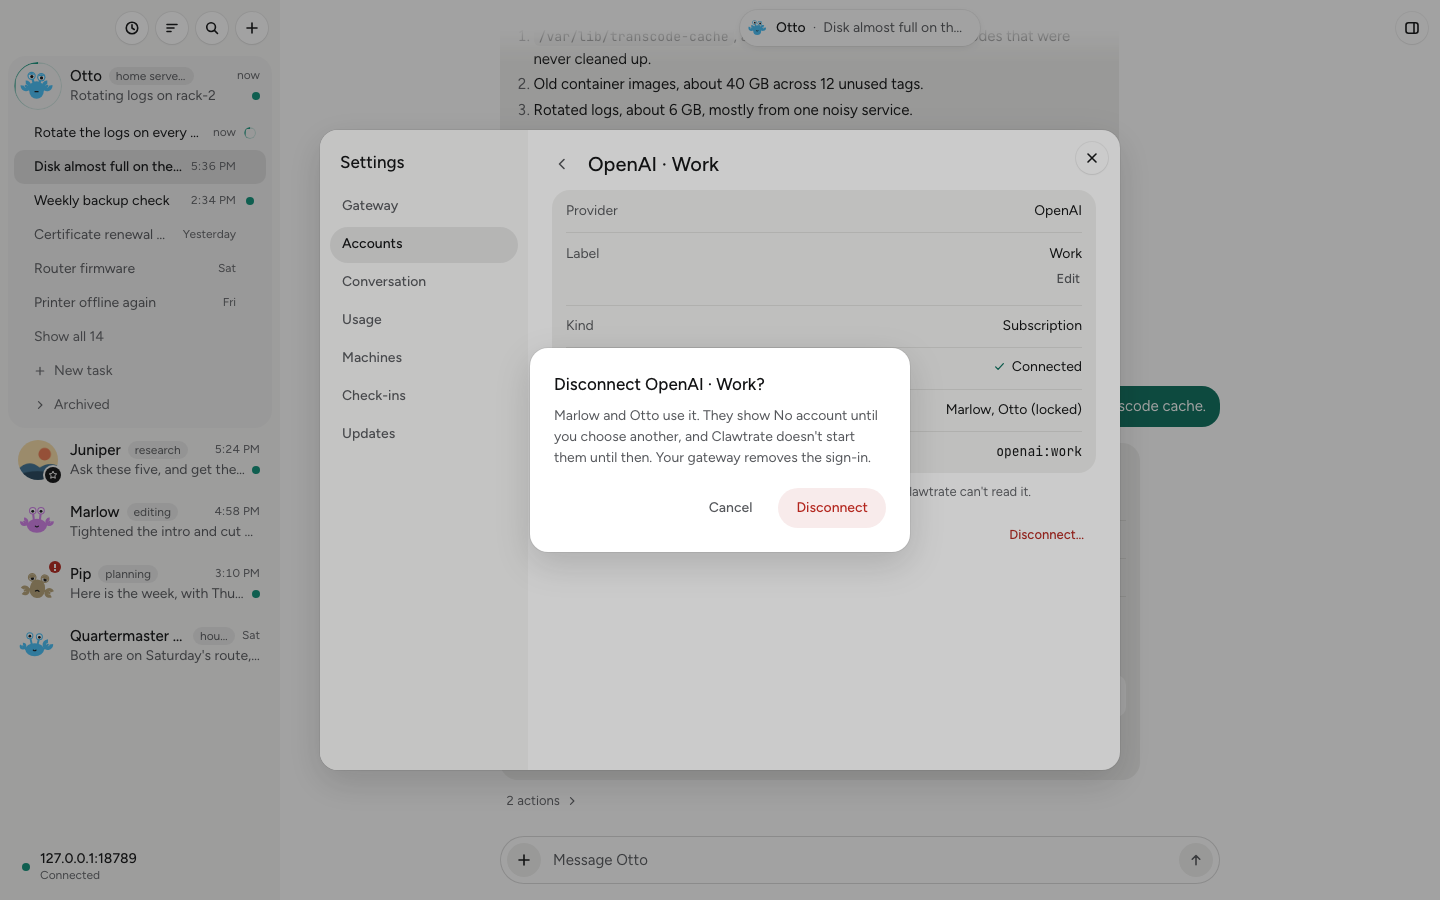 Otto · Disk almost full on th...
Otto home serve... now
Rotating logs on rack-2
Rotate the logs on every ... now
Disk almost full on the... 5:36 PM
Weekly backup check 2:34 PM
Certificate renewal ... Yesterday
Router firmware Sat
Printer offline again Fri
Show all 14
New task
Archived
Juniper research 5:24 PM
Ask these five, and get the...
Marlow editing 4:58 PM
Tightened the intro and cut ...
Pip planning 3:10 PM
Here is the week, with Thu...
Quartermaster ... hou... Sat
Both are on Saturday's route,...
127.0.0.1:18789
Connected
1. /var/lib/transcode-cache, that were
never cleaned up.
2. Old container images, about 40 GB across 12 unused tags.
3. Rotated logs, about 6 GB, mostly from one noisy service.
scode cache.
Settings
Gateway
Accounts
Conversation
Usage
Machines
Check-ins
Updates
OpenAI · Work
Provider OpenAI
Label Work
Edit
Kind Subscription
Connected
Marlow, Otto (locked)
openai:work
lawtrate can't read it.
Disconnect...
Disconnect OpenAI · Work?
Marlow and Otto use it. They show No account until
you choose another, and Clawtrate doesn't start
them until then. Your gateway removes the sign-in.
Cancel Disconnect
2 actions
Message Otto